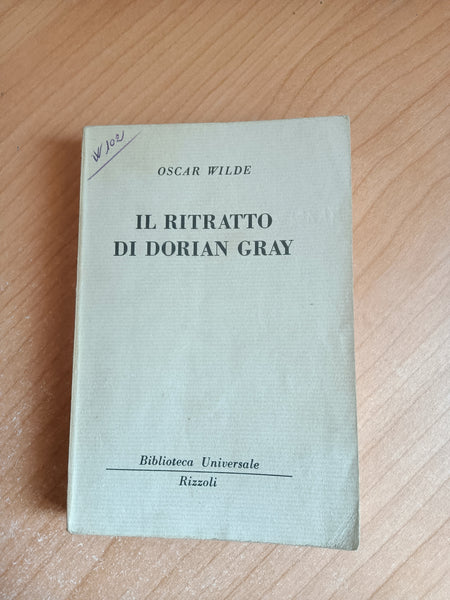 W 102
OSCAR WILDE
IL RITRATTO
DI DORIAN GRAY
Biblioteca Universale
Rizzoli